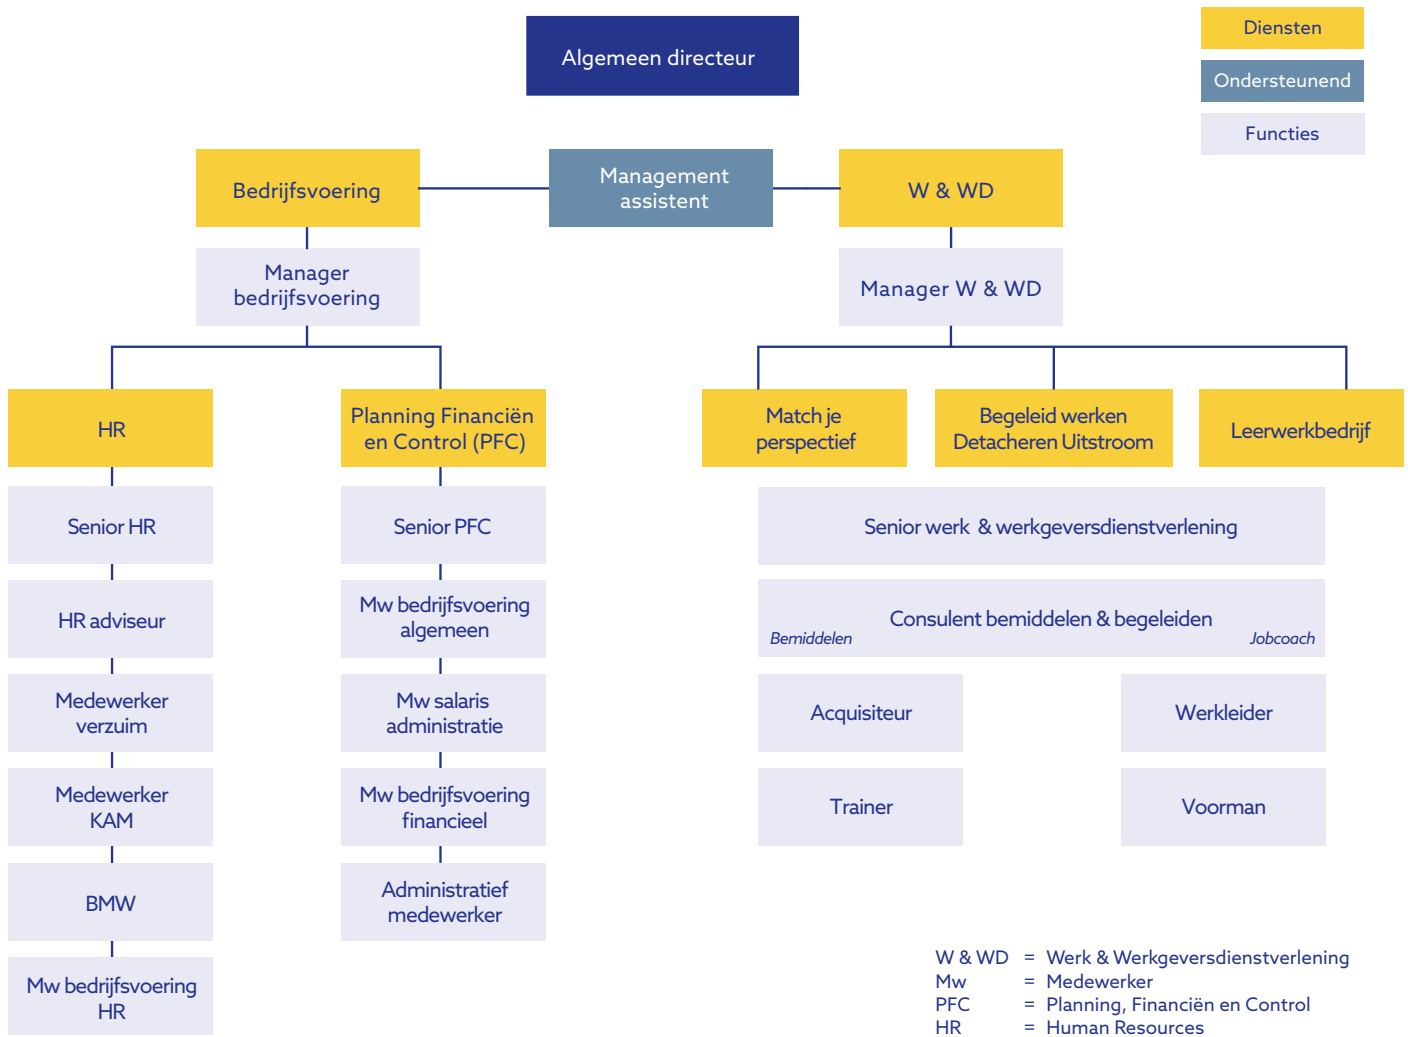 Algemeen directeur
Diensten
Ondersteunend
Functies
Bedrijfsvoering
Management
assistent
W & WD
Manager
bedrijfsvoering
Manager W & WD
HR
Planning Financiën
en Control (PFC)
Match je
perspectief
Begeleid werken
Detacheren Uitstroom
Leerwerkbedrijf
Senior HR
HR adviseur
Medewerker
verzuim
Medewerker
KAM
BMW
Mw bedrijfsvoering
HR
Senior PFC
Mw bedrijfsvoering
algemeen
Mw salaris
administratie
Mw bedrijfsvoering
financieel
Administratief
medewerker
Senior werk & werkgeversdienstverlening
Consulent bemiddelen & begeleiden
Bemiddelen Jobcoach
Acquisiteur
Werkleider
Trainer
Voorman
W & WD = Werk & Werkgeversdienstverlening
Mw = Medewerker
PFC = Planning, Financiën en Control
HR = Human Resources